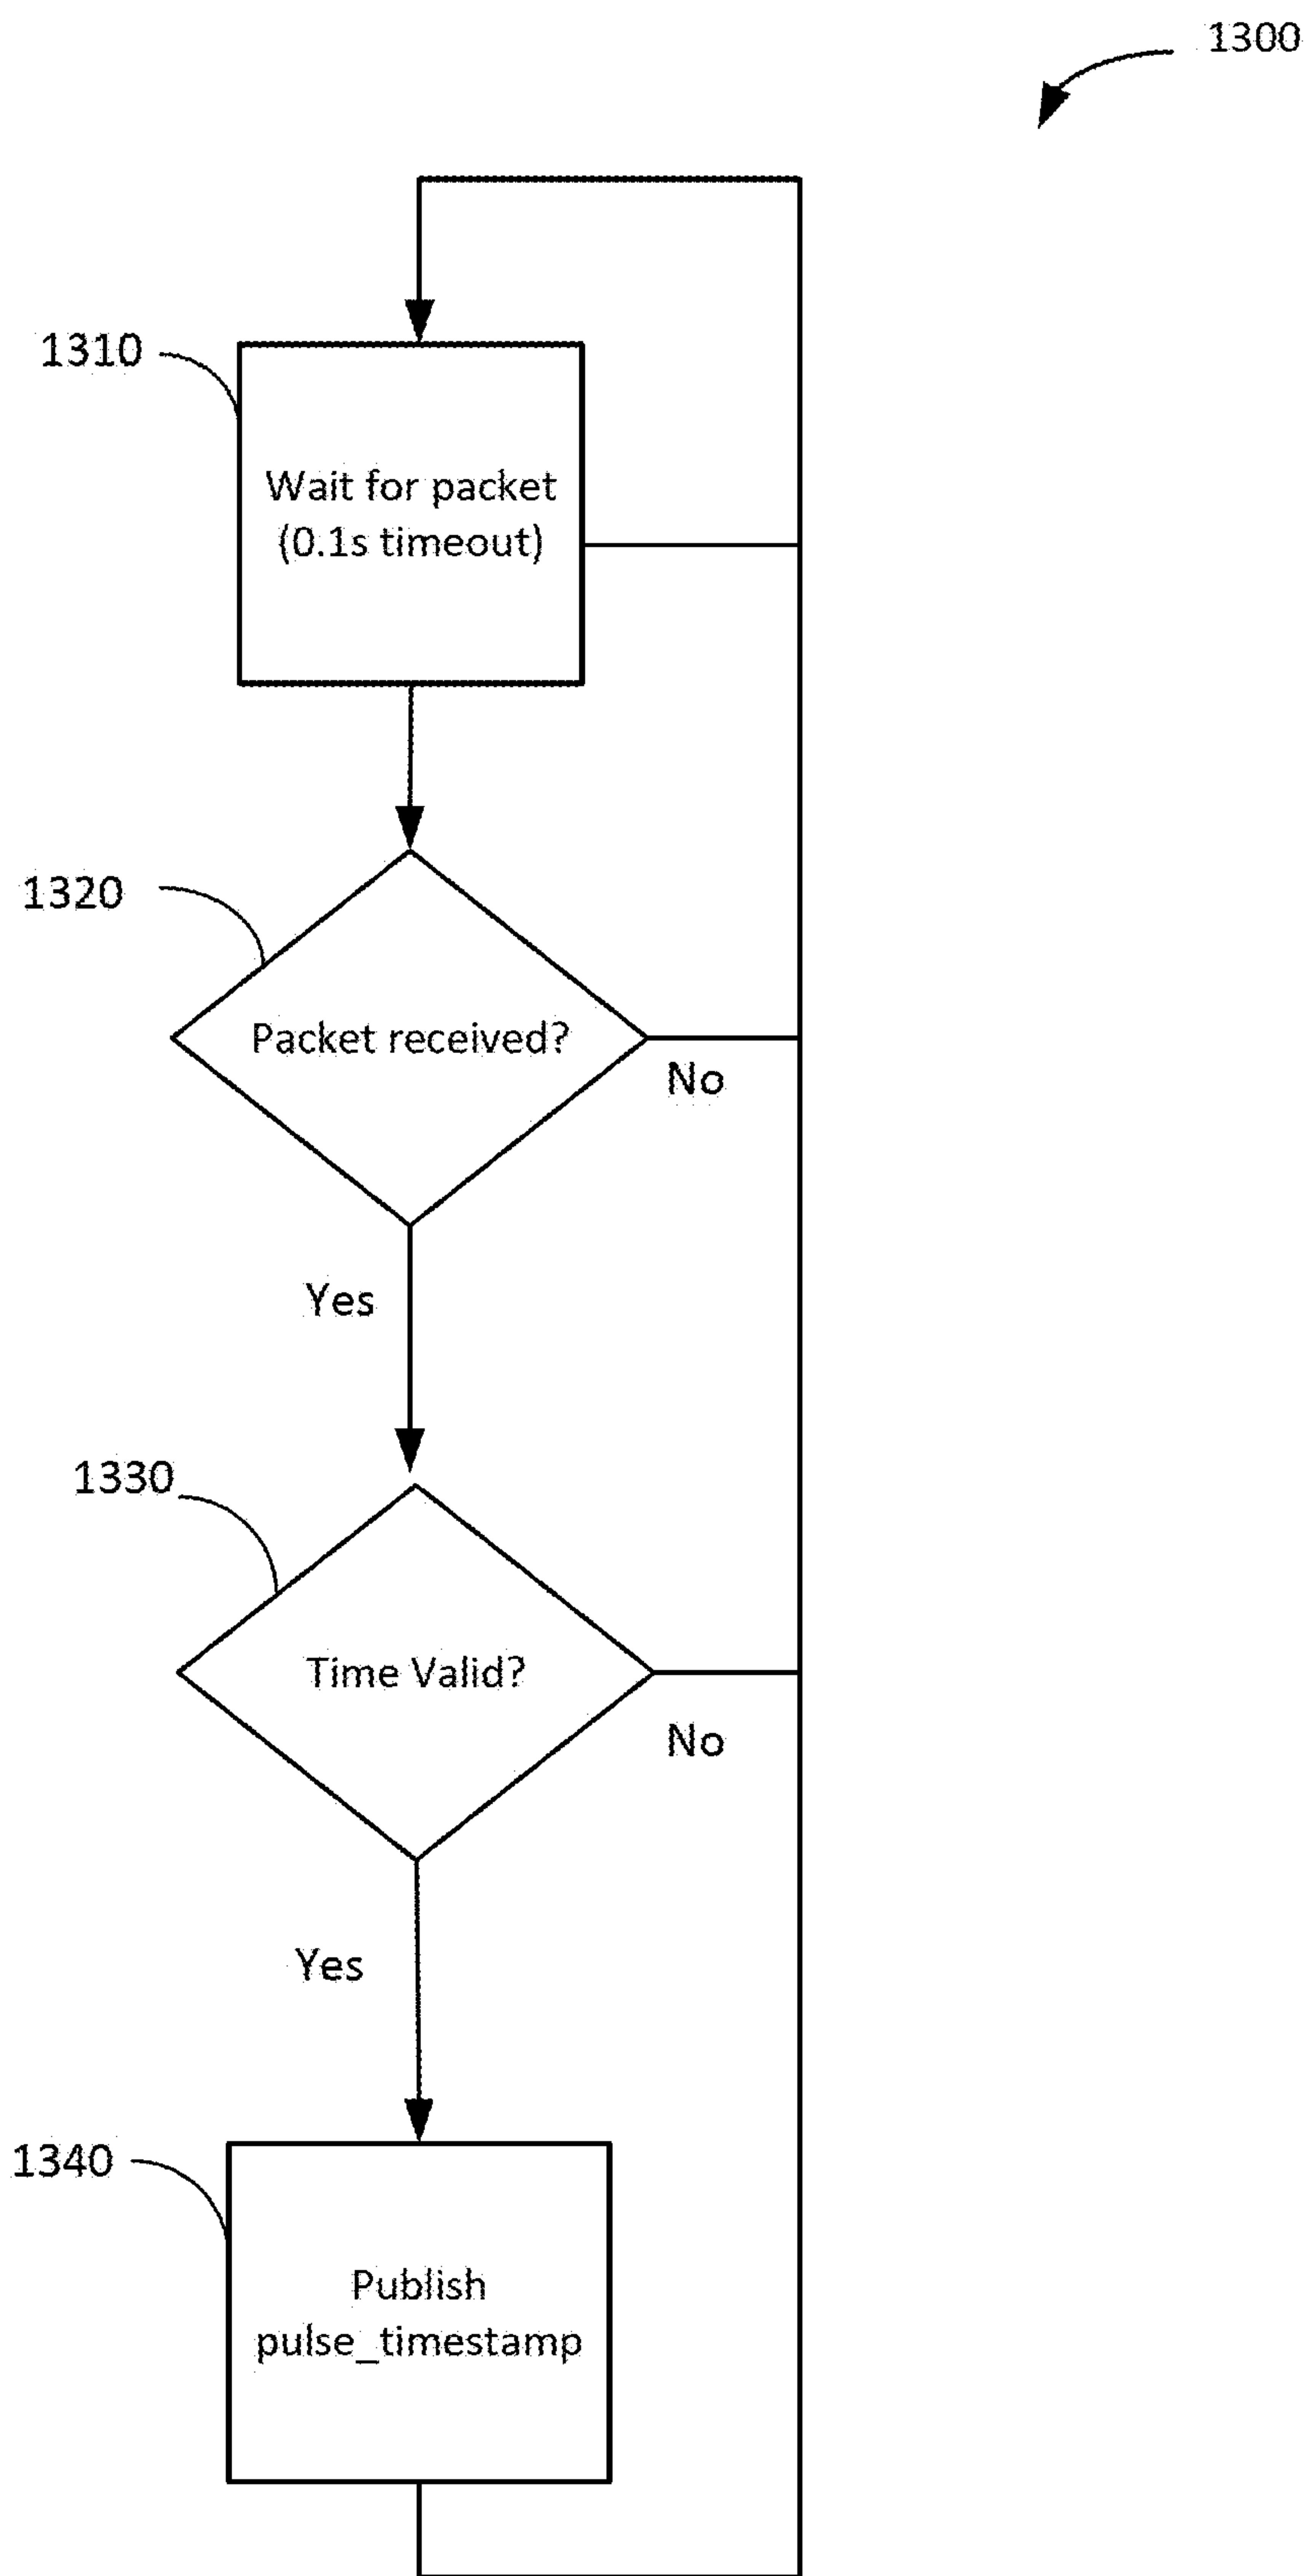 1300
1310
Wait for packet
(0.1s timeout)
1320
Packet received?
No
Yes
1330
Time Valid?
No
Yes
1340
Publish
pulse_timestamp